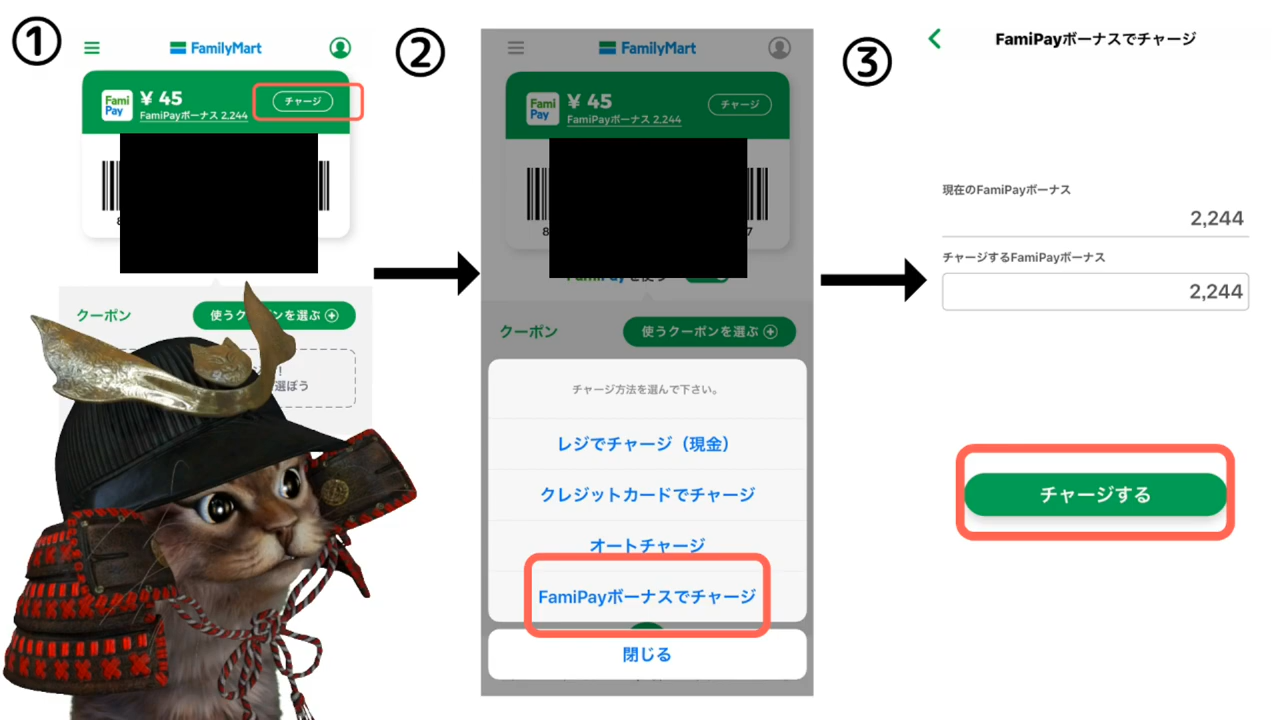 ①
FamilyMart
Fami
Pay
¥ 45
FamiPayボーナス 2,244
チャージ
8
クーポン
使うク
ンを選ぶ
!
選ぼう
②
FamilyMart
Fami
Pay
¥ 45
FamiPayボーナス 2,244
チャージ
8
7
クーポン
使うクーポンを選ぶ
チャージ方法を選んで下さい。
レジでチャージ（現金）
クレジットカードでチャージ
オートチャージ
FamiPayボーナスでチャージ
閉じる
③
FamiPayボーナスでチャージ
現在のFamiPayボーナス
2,244
チャージするFamiPayボーナス
2,244
チャージする